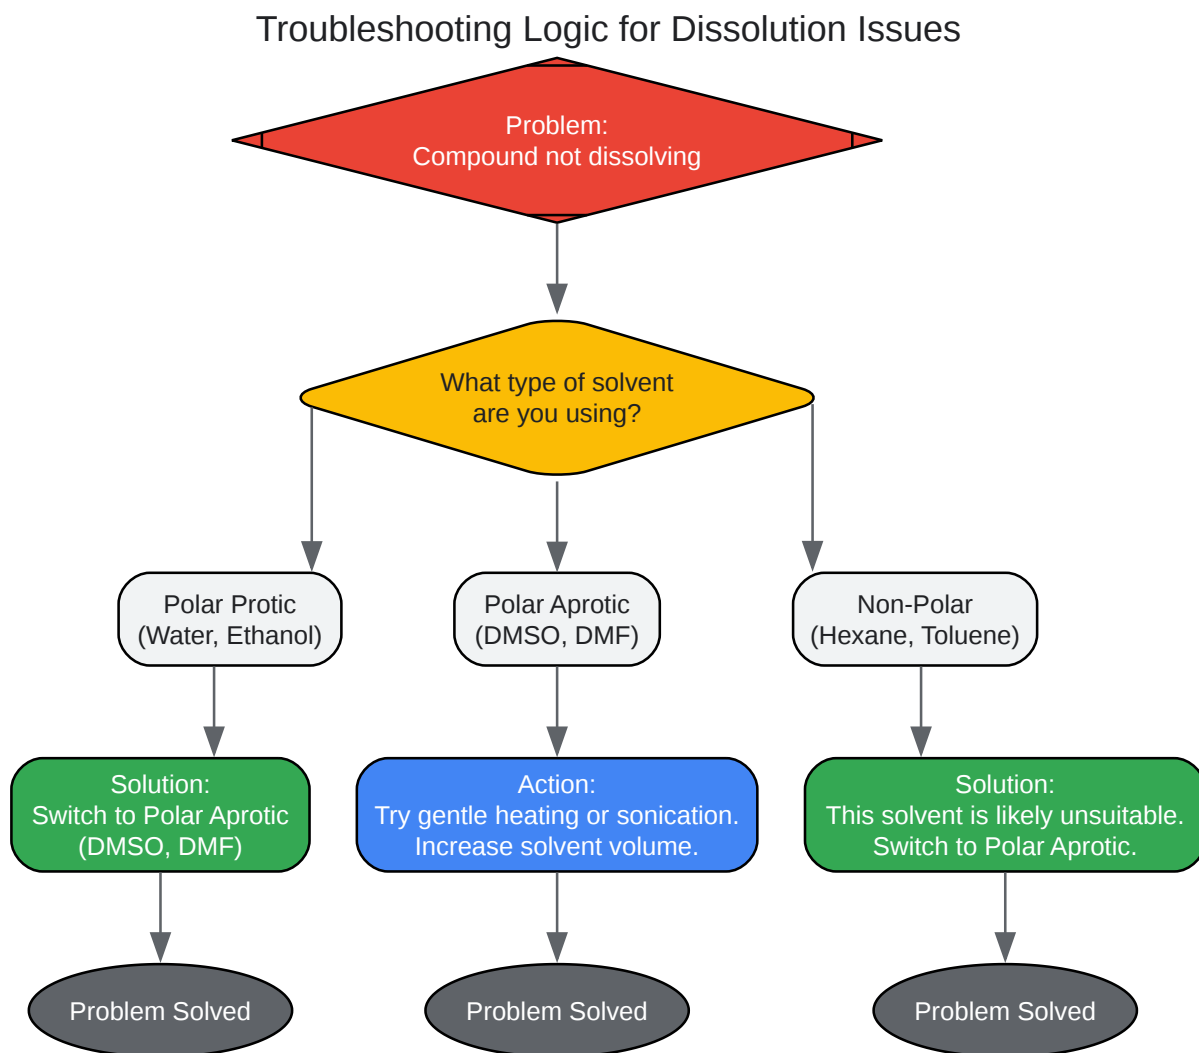 Troubleshooting Logic for Dissolution Issues
Problem:
Compound not dissolving
What type of solvent
are you using?
Polar Protic
(Water, Ethanol)
Polar Aprotic
(DMSO, DMF)
Non-Polar
(Hexane, Toluene)
Solution:
Switch to Polar Aprotic
(DMSO, DMF)
Action:
Try gentle heating or sonication.
Increase solvent volume.
Solution:
This solvent is likely unsuitable.
Switch to Polar Aprotic.
Problem Solved
Problem Solved
Problem Solved